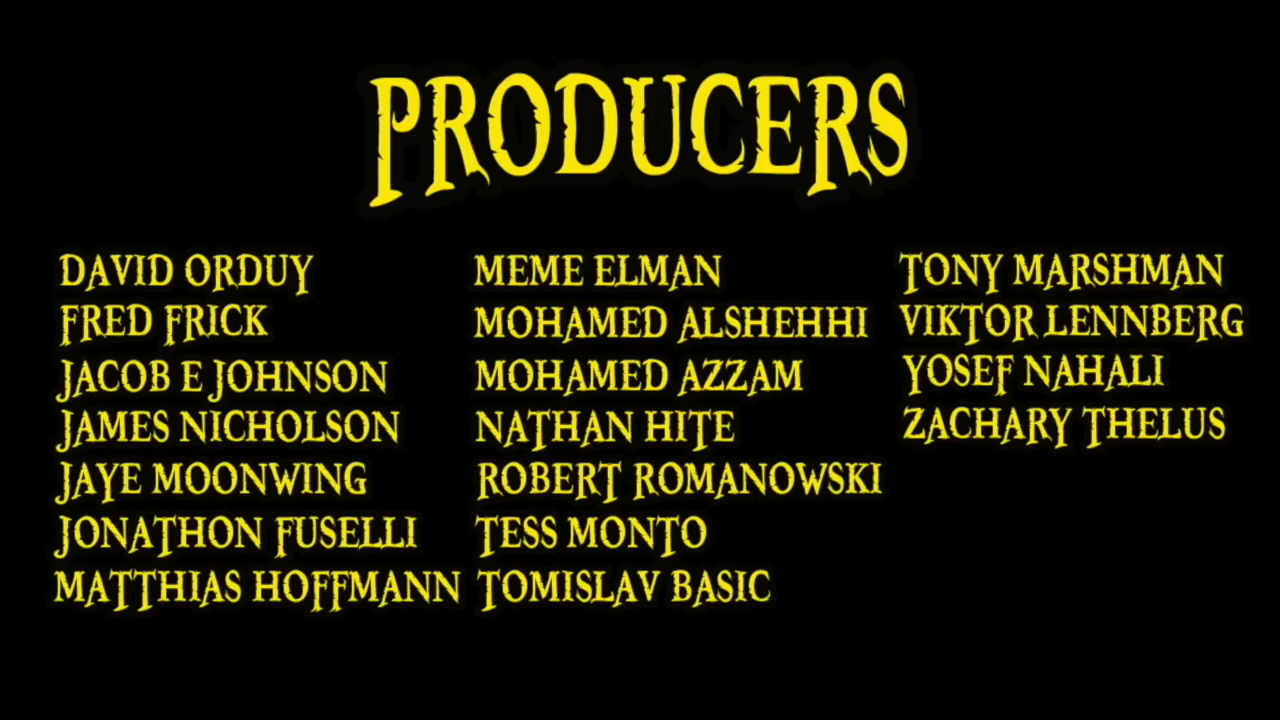 PRODUCERS
DAVID ORDUY
FRED FRICK
JACOB E JOHNSON
JAMES NICHOLSON
JAYE MOONWING
JONATHON FUSELLI
MATTHIAS HOFFMANN
MEME ELMAN
MOHAMED ALSHEHHI
MOHAMED AZZAM
NATHAN HITE
ROBERT ROMANOWSKI
TESS MONTO
TOMISLAV BASIC
TONY MARSHMAN
VIKTOR LENNBERG
YOSEF NAHALI
ZACHARY THELUS